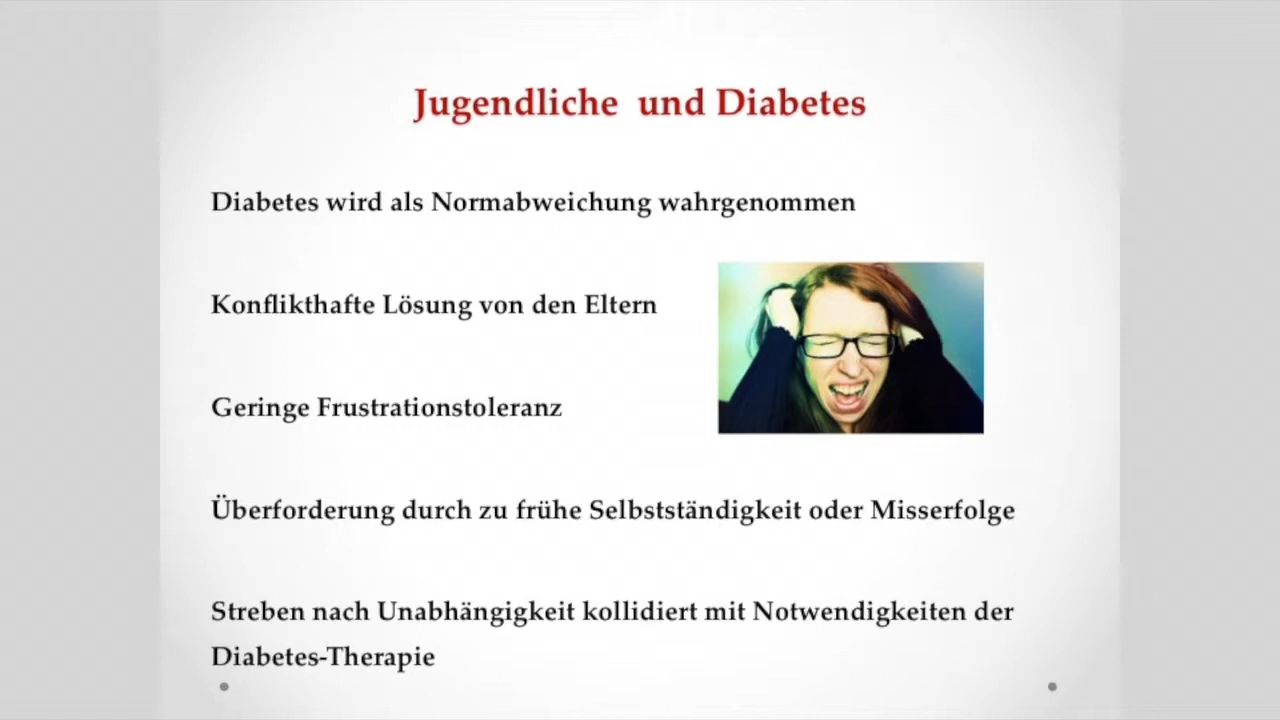 Jugendliche und Diabetes
Diabetes wird als Normabweichung wahrgenommen
Konflikthafte Lösung von den Eltern
Geringe Frustrationstoleranz
Überforderung durch zu frühe Selbstständigkeit oder Misserfolge
Streben nach Unabhängigkeit kollidiert mit Notwendigkeiten der
Diabetes-Therapie